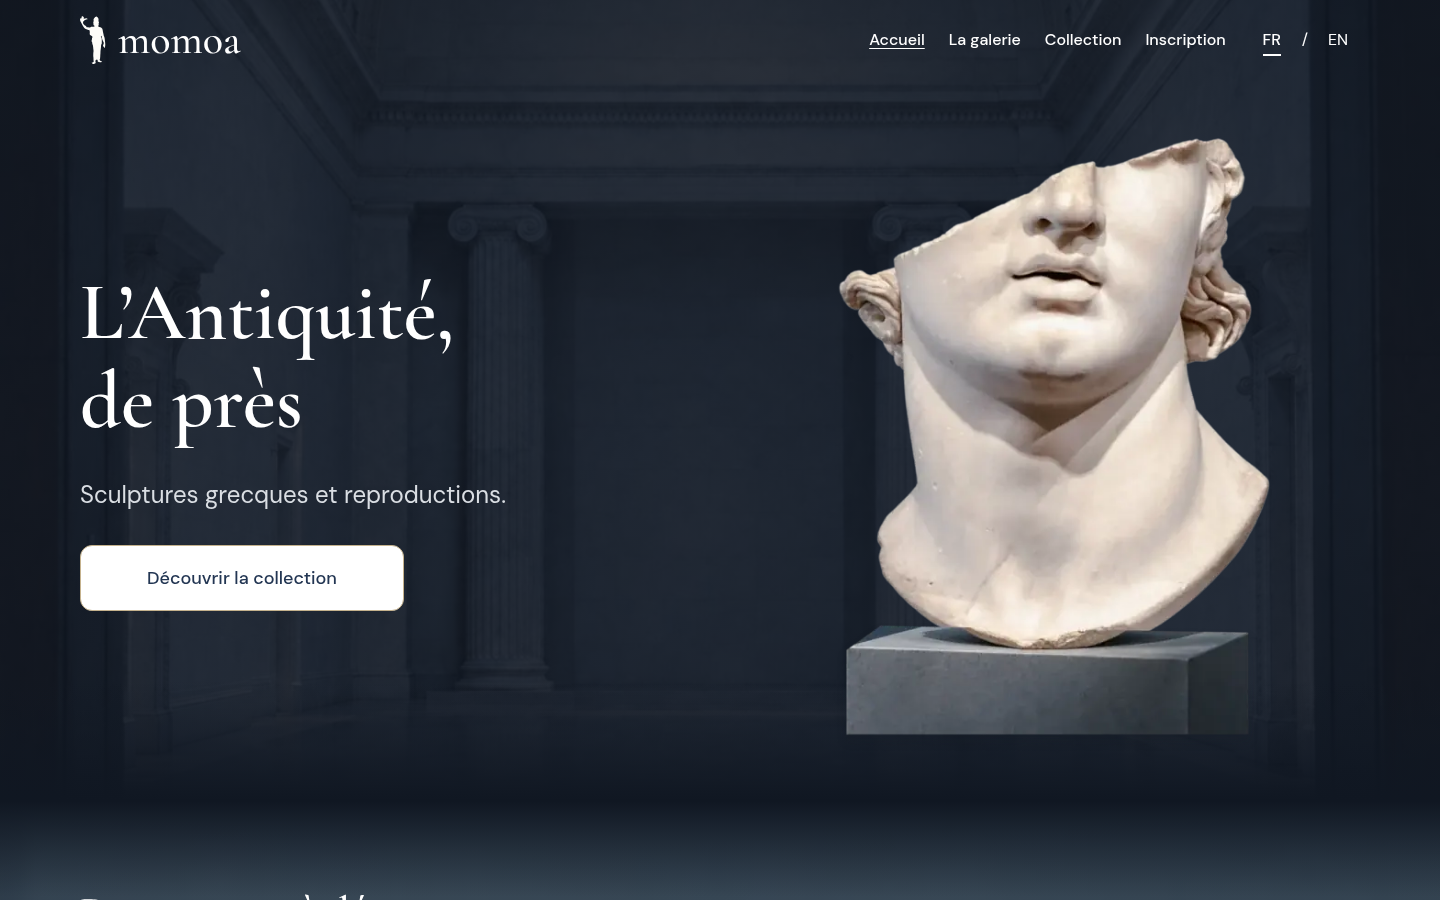 momoa
Accueil La galerie Collection Inscription FR / EN
L’Antiquité,
de près
Sculptures grecques et reproductions.
Découvrir la collection